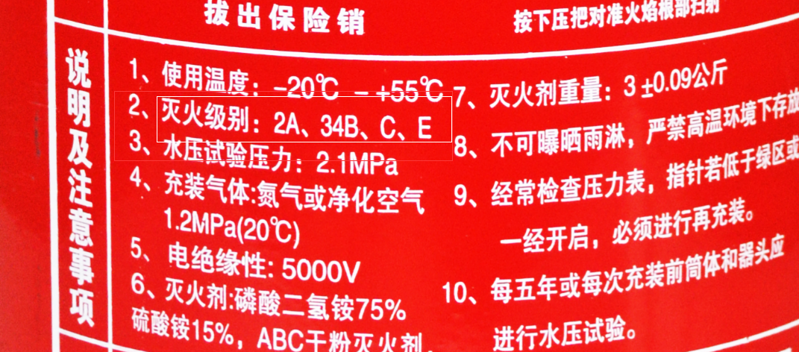 拔出保险销
按下压把对准火焰根部扫射
说明及注意事项
1、使用温度：-20℃ - +55℃
2、灭火级别：2A、34B、C、E
3、水压试验压力：2.1MPa
4、充装气体:氮气或净化空气
1.2MPa(20℃)
5、电绝缘性: 5000V
6、灭火剂:磷酸二氢铵75%
硫酸铵15%，ABC干粉灭火剂.
7、灭火剂重量：3 ±0.09公斤
8、不可曝晒雨淋，严禁高温环境下存放
9、经常检查压力表，指针若低于绿区或
一经开启，必须进行再充装。
10、每五年或每次充装前筒体和器头应
进行水压试验。